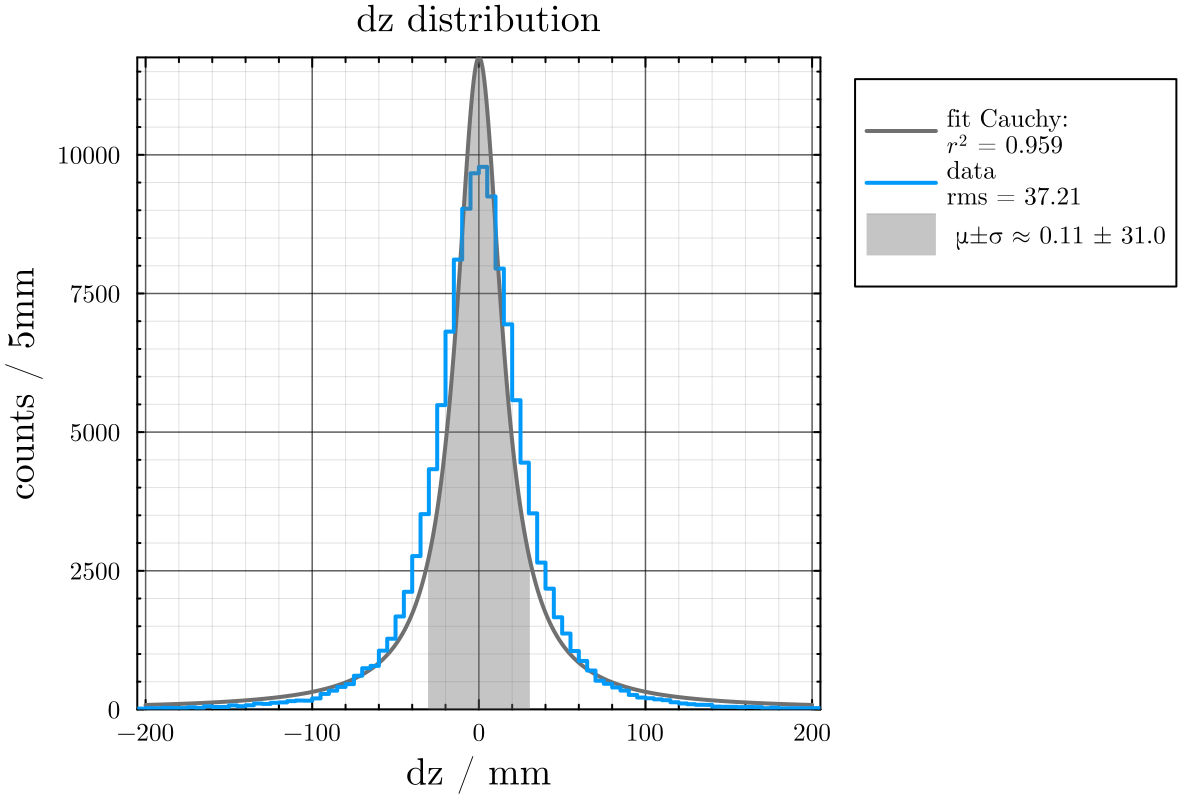 dz distribution
fit Cauchy:
r² = 0.959
data
rms = 37.21
μ±σ ≈ 0.11 ± 31.0
counts / 5mm
10000
7500
5000
2500
0
−200 −100 0 100 200
dz / mm